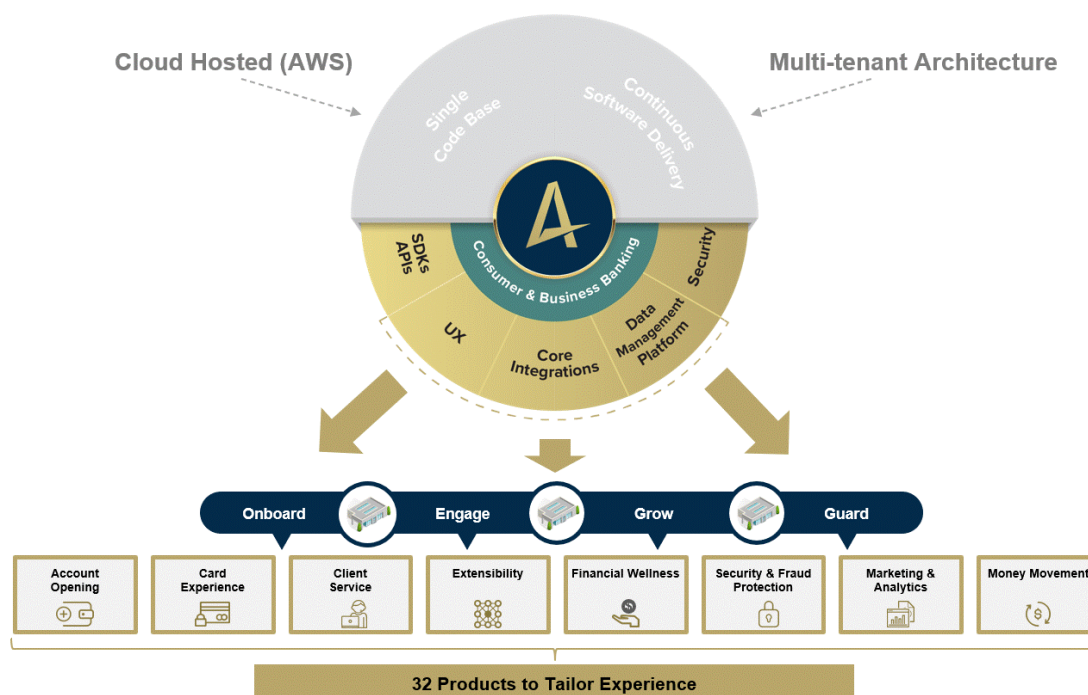 Cloud Hosted (AWS)
Multi-tenant Architecture
Single
Code Base
Continuous
Software Delivery
SDKs
APIs
Consumer & Business Banking
Security
UX
Core
Integrations
Data
Management
Platform
Onboard
Engage
Grow
Guard
Account
Opening
Card
Experience
Client
Service
Extensibility
Financial Wellness
Security & Fraud
Protection
Marketing &
Analytics
Money Movement
32 Products to Tailor Experience